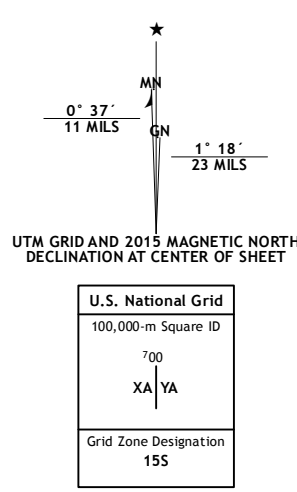 ★
MN
0° 37´
11 MILS
GN
1° 18´
23 MILS
UTM GRID AND 2015 MAGNETIC NORTH
DECLINATION AT CENTER OF SHEET
U.S. National Grid
100,000-m Square ID
⁷00
XA YA
Grid Zone Designation
15S